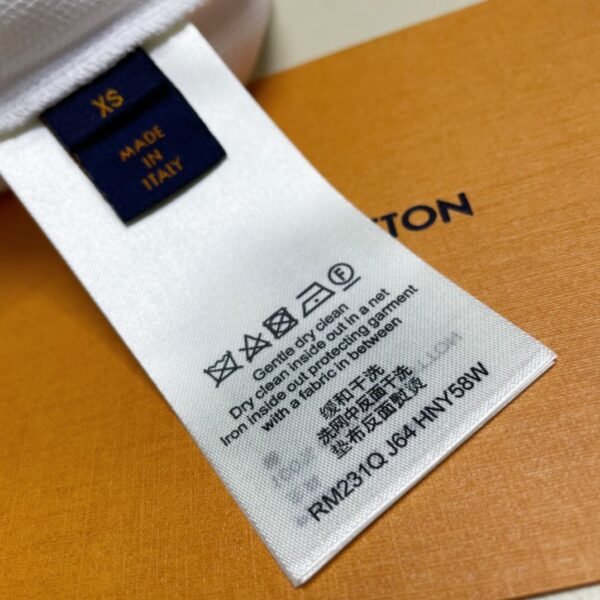 XS
MADE
IN
ITALY
TTON
Gentle dry clean
Dry clean inside out in a net
Iron inside out protecting garment
with a fabric in between
缓和干洗
洗网中反面干洗
垫布反面熨烫
RM231Q J64 HNY58W
F